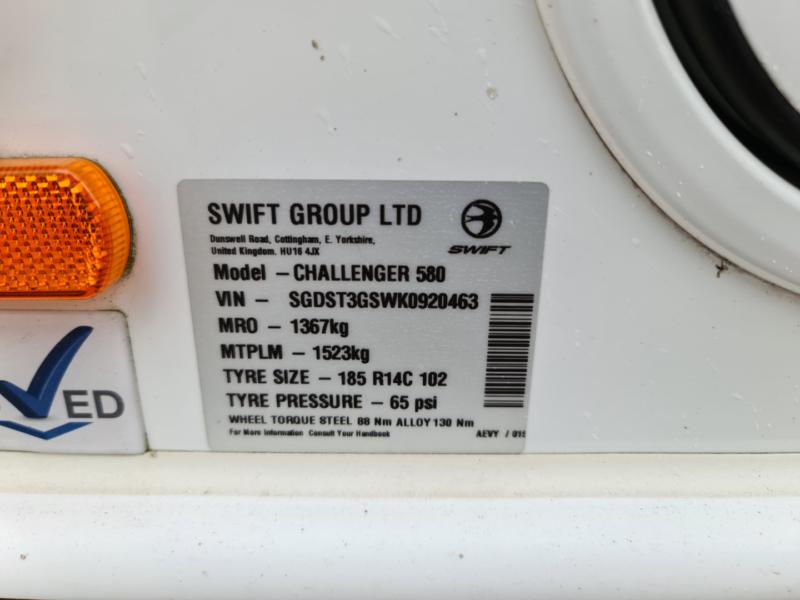 SWIFT GROUP LTD
Dunswell Road, Cottingham, E. Yorkshire,
United Kingdom. HU16 4JX
SWIFT
Model – CHALLENGER 580
VIN – SGDST3GSWK0920463
MRO – 1367kg
MTPLM – 1523kg
TYRE SIZE – 185 R14C 102
TYRE PRESSURE – 65 psi
WHEEL TORQUE STEEL 88 Nm ALLOY 130 Nm
For More Information Consult Your Handbook
AEVY / 015
ED